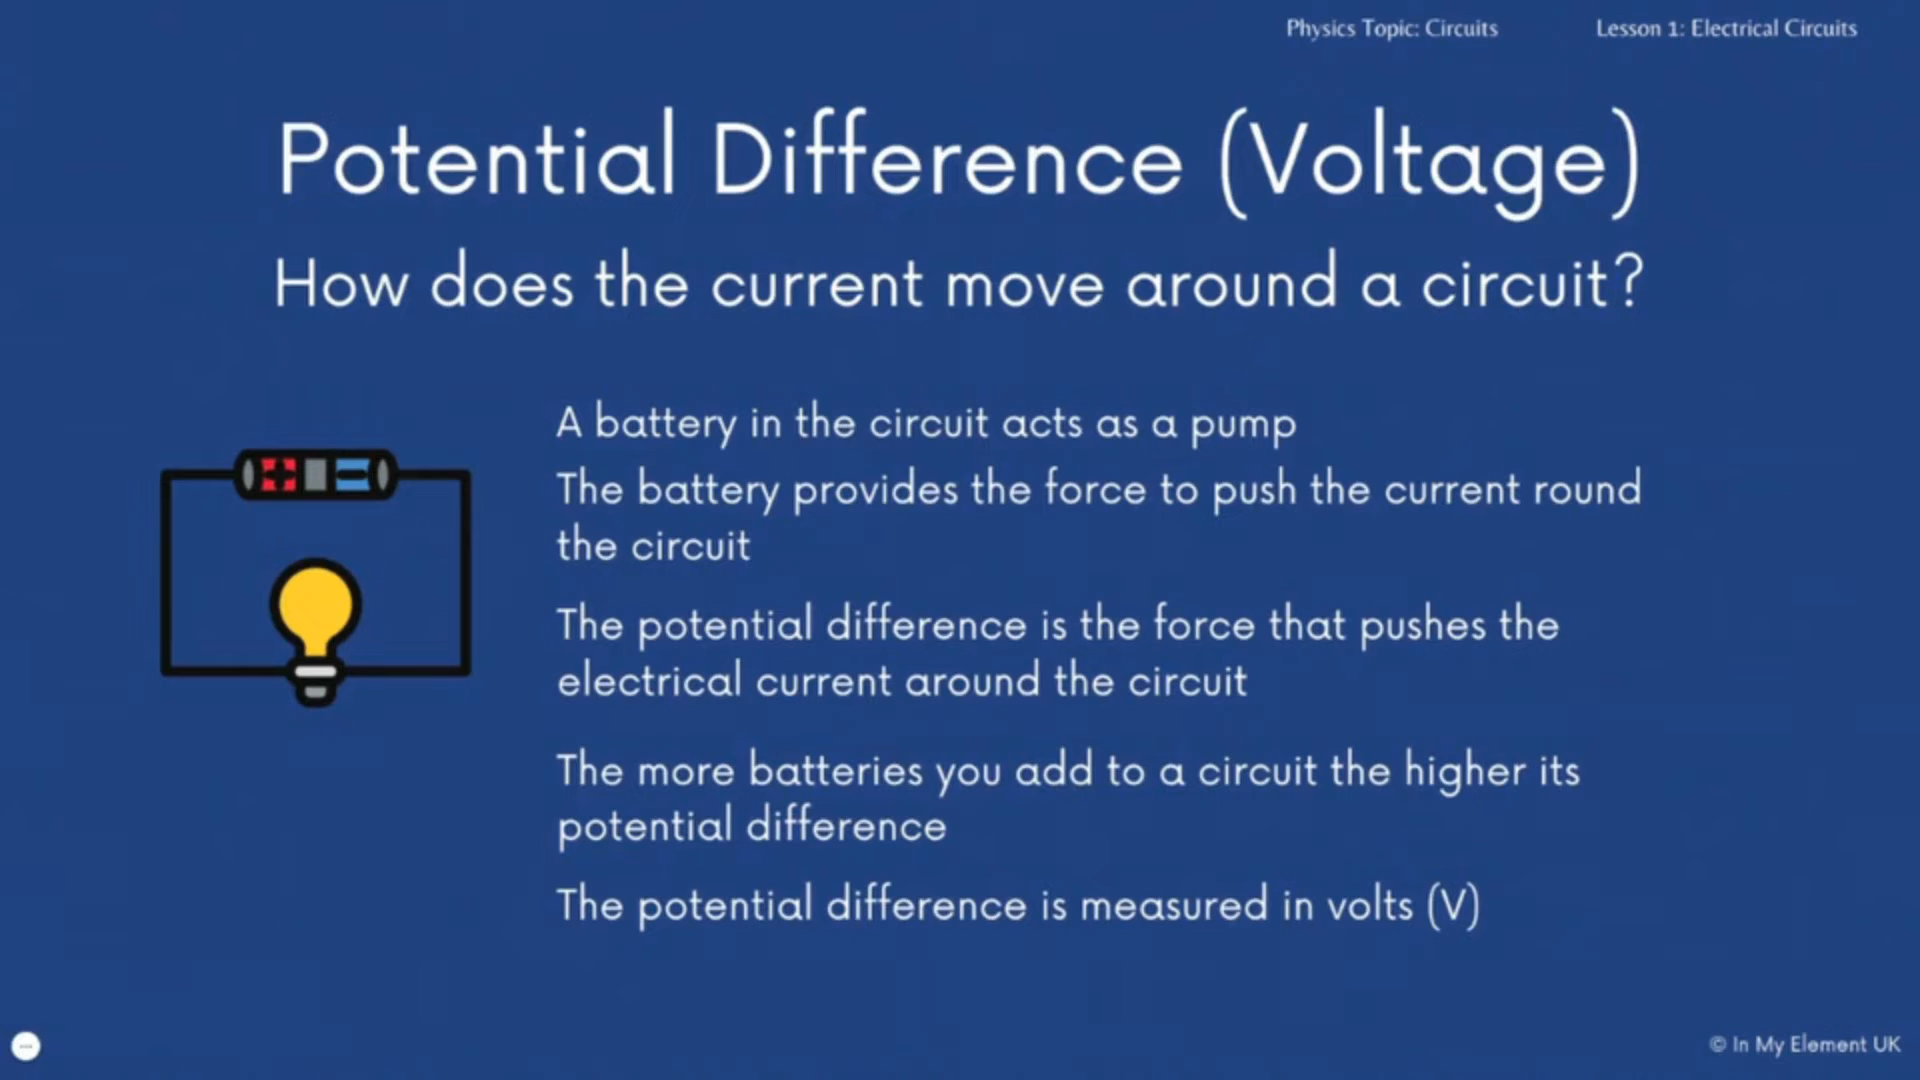 Physics Topic: Circuits
Lesson 1: Electrical Circuits
Potential Difference (Voltage)
How does the current move around a circuit?
A battery in the circuit acts as a pump
The battery provides the force to push the current round
the circuit
The potential difference is the force that pushes the
electrical current around the circuit
The more batteries you add to a circuit the higher its
potential difference
The potential difference is measured in volts (V)
© In My Element UK